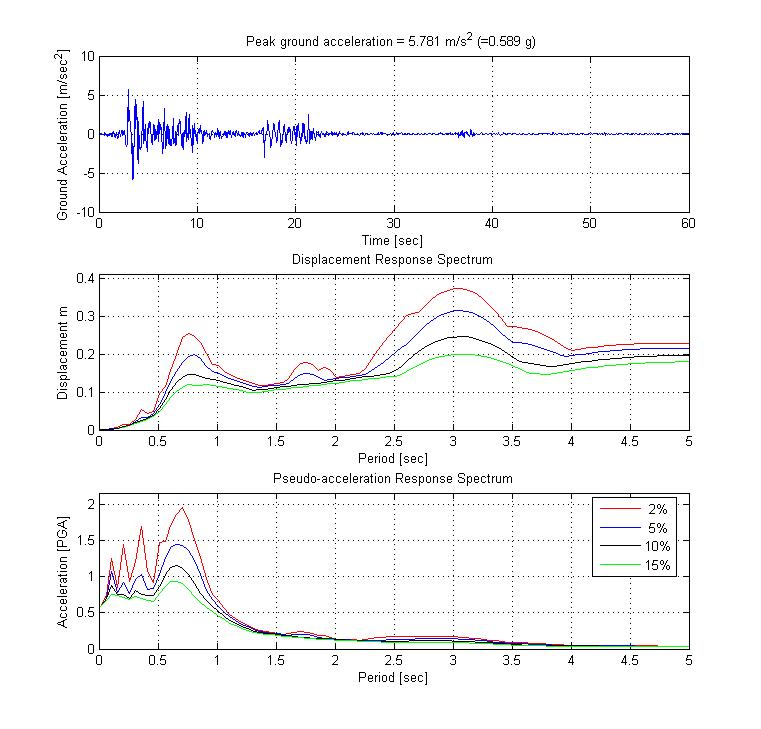 Peak ground acceleration = 5.781 m/s² (=0.589 g)
Ground Acceleration [m/sec²]
10
5
0
-5
-10
0 10 20 30 40 50 60
Time [sec]
Displacement Response Spectrum
Displacement m
0.4
0.3
0.2
0.1
0
0 0.5 1 1.5 2 2.5 3 3.5 4 4.5 5
Period [sec]
Pseudo-acceleration Response Spectrum
Acceleration [PGA]
2
1.5
1
0.5
0
2%
5%
10%
15%
0 0.5 1 1.5 2 2.5 3 3.5 4 4.5 5
Period [sec]